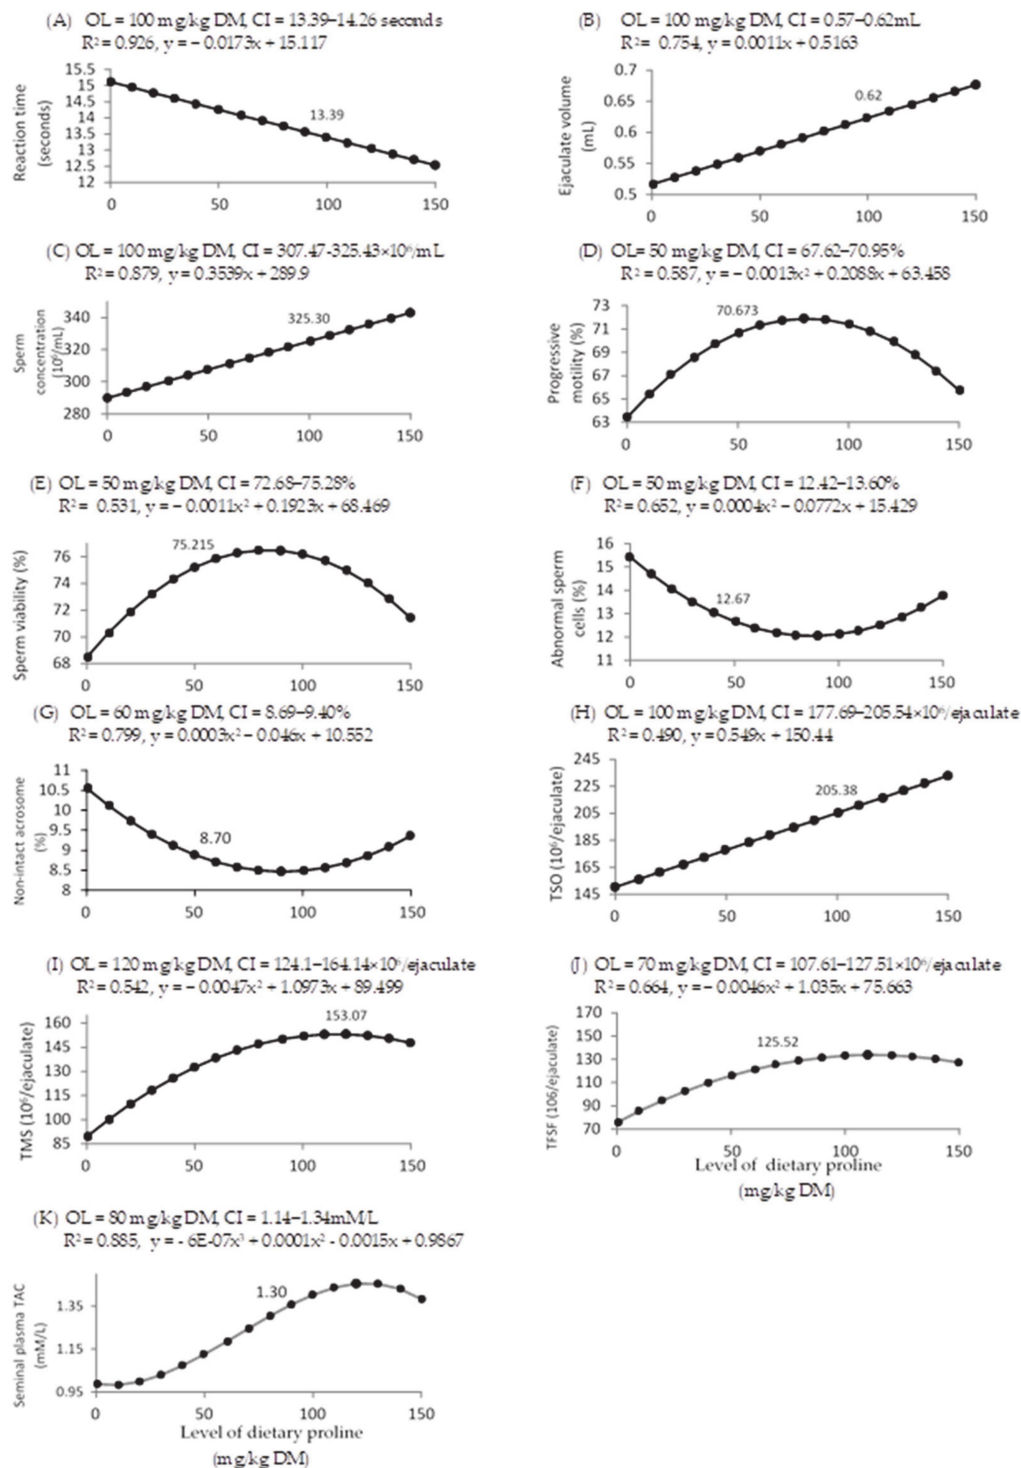 (A) OL = 100 mg/kg DM, CI = 13.39–14.26 seconds
R² = 0.926, y = – 0.0173x + 15.117
15.5
15
14.5
14
13.5
13
12.5
12
Reaction time
(seconds)
13.39
0 50 100 150
(B) OL = 100 mg/kg DM, CI = 0.57–0.62mL
R² = 0.754, y = 0.0011x + 0.5163
0.7
0.65
0.6
0.55
0.5
Ejaculate volume
(mL)
0.62
0 50 100 150
(C) OL = 100 mg/kg DM, CI = 307.47-325.43×10⁶/mL
R² = 0.879, y = 0.3539x + 289.9
340
320
300
280
Sperm
concentration
(10⁶/mL)
325.30
0 50 100 150
(D) OL= 50 mg/kg DM, CI = 67.62–70.95%
R² = 0.587, y = – 0.0013x² + 0.2088x + 63.458
73
71
69
67
65
63
Progressive
motility (%)
70.673
0 50 100 150
(E) OL = 50 mg/kg DM, CI = 72.68–75.28%
R² = 0.531, y = – 0.0011x² + 0.1923x + 68.469
76
74
72
70
68
Sperm viability (%)
75.215
0 50 100 150
(F) OL = 50 mg/kg DM, CI = 12.42–13.60%
R² = 0.652, y = 0.0004x² – 0.0772x + 15.429
16
15
14
13
12
11
Abnormal sperm
cells (%)
12.67
0 50 100 150
(G) OL = 60 mg/kg DM, CI = 8.69–9.40%
R² = 0.799, y = 0.0003x² – 0.046x + 10.552
11
10.5
10
9.5
9
8.5
8
Non-intact acrosome
(%)
8.70
0 50 100 150
(H) OL = 100 mg/kg DM, CI = 177.69–205.54×10⁶/ejaculate
R² = 0.490, y = 0.549x + 150.44
245
225
205
185
165
145
TSO (10⁶/ejaculate)
205.38
0 50 100 150
(I) OL = 120 mg/kg DM, CI = 124.1–164.14×10⁶/ejaculate
R² = 0.542, y = – 0.0047x² + 1.0973x + 89.499
160
145
130
115
100
85
TMS (10⁶/ejaculate)
153.07
0 50 100 150
(J) OL = 70 mg/kg DM, CI = 107.61–127.51×10⁶/ejaculate
R² = 0.664, y = – 0.0046x² + 1.035x + 75.663
170
150
130
110
90
70
TFSF (106/ejaculate)
125.52
0 50 100 150
Level of dietary proline
(mg/kg DM)
(K) OL = 80 mg/kg DM, CI = 1.14–1.34mM/L
R² = 0.885, y = - 6E-07x³ + 0.0001x² - 0.0015x + 0.9867
1.35
1.15
0.95
Seminal plasma TAC
(mM/L)
1.30
0 50 100 150
Level of dietary proline
(mg/kg DM)